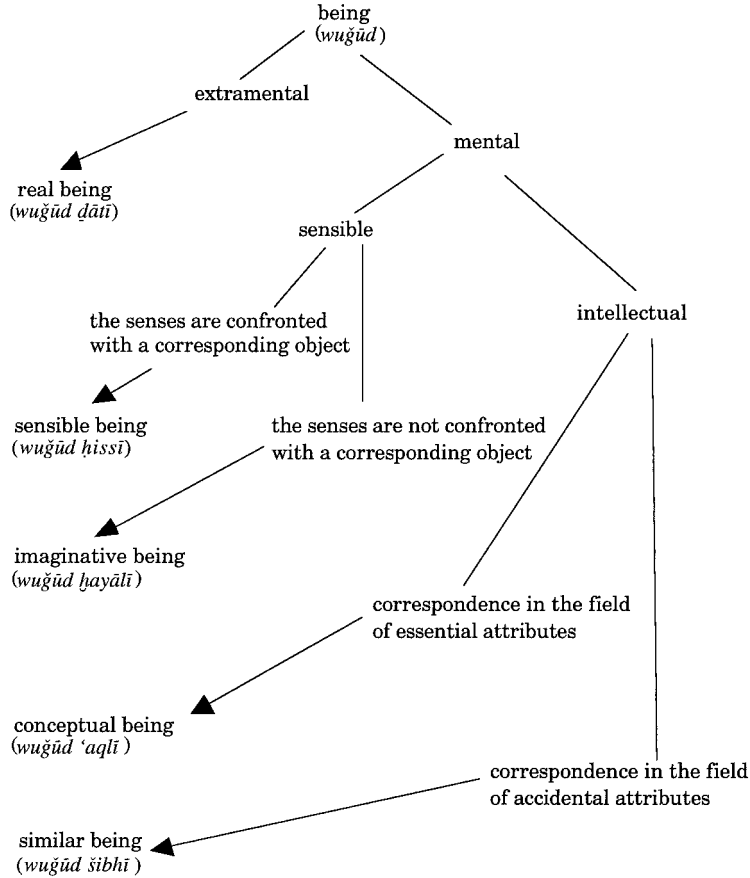 being
(wuǧūd)
extramental
mental
real being
(wuǧūd ḏātī)
sensible
the senses are confronted
with a corresponding object
intellectual
sensible being
(wuǧūd ḥissī)
the senses are not confronted
with a corresponding object
imaginative being
(wuǧūd ḫayālī)
correspondence in the field
of essential attributes
conceptual being
(wuǧūd ‘aqlī)
correspondence in the field
of accidental attributes
similar being
(wuǧūd šibhī)